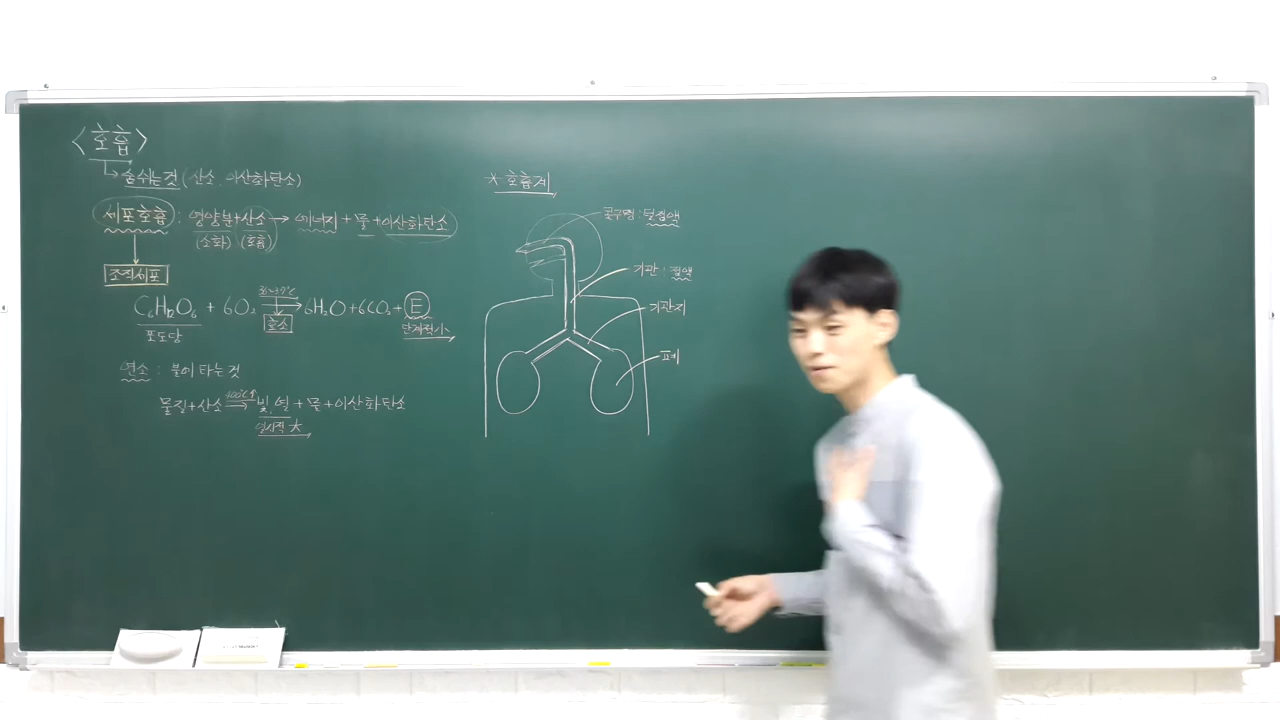 <호흡>
숨쉬는것 (산소, 이산화탄소)
세포호흡 : 영양분+산소 → 에너지 + 물 + 이산화탄소
(소화) (호흡)
조직세포
C₆H₁₂O₆ + 6O₂ → 6H₂O + 6CO₂ + E
효소
포도당
연소 : 불이 타는 것
물질+산소 → 빛, 열 + 물 + 이산화탄소
일시적 大
* 호흡계
콧구멍 : 털점액
기관 : 점액
기관지
폐